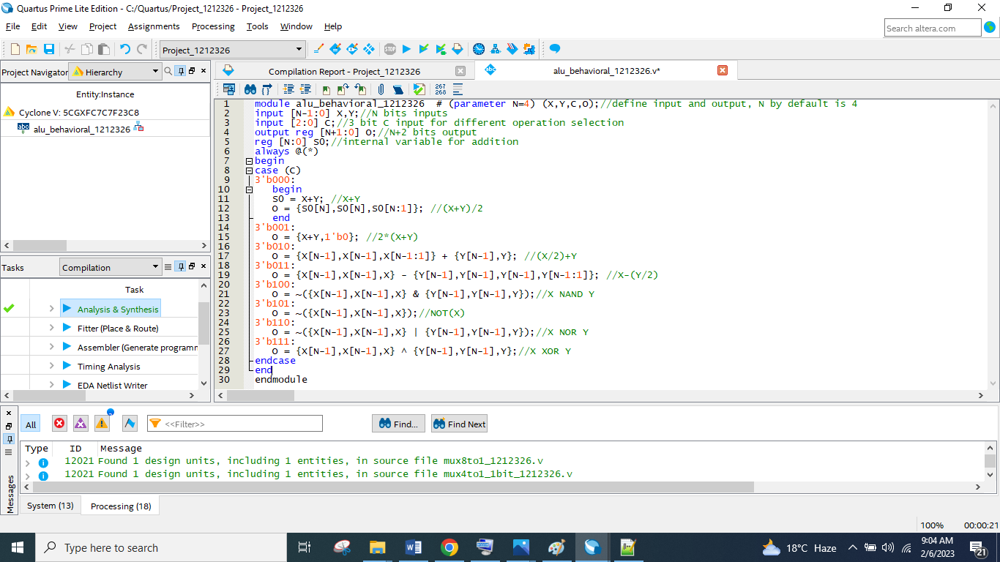 Quartus Prime Lite Edition - C:/Quartus/Project_1212326 - Project_1212326
File Edit View Project Assignments Processing Tools Window Help
Search altera.com
Project_1212326
Project Navigator Hierarchy
Compilation Report - Project_1212326
alu_behavioral_1212326.v*
Entity:Instance
Cyclone V: 5CGXFC7C7F23C8
alu_behavioral_1212326
267
268
1 module alu_behavioral_1212326 # (parameter N=4) (X,Y,C,O);//define input and output, N by default is 4
2 input [N-1:0] X,Y;//N bits inputs
3 input [2:0] C;//3 bit C input for different operation selection
4 output reg [N+1:0] O;//N+2 bits output
5 reg [N:0] S0;//internal variable for addition
6 always @(*)
7 begin
8 case (C)
9 3'b000:
10 begin
11 S0 = X+Y; //X+Y
12 O = {S0[N],S0[N],S0[N:1]}; //(X+Y)/2
13 end
14 3'b001:
15 O = {X+Y,1'b0}; //2*(X+Y)
16 3'b010:
17 O = {X[N-1],X[N-1],X[N-1:1]} + {Y[N-1],Y}; //(X/2)+Y
18 3'b011:
19 O = {X[N-1],X[N-1],X} - {Y[N-1],Y[N-1],Y[N-1],Y[N-1:1]}; //X-(Y/2)
20 3'b100:
21 O = ~({X[N-1],X[N-1],X} & {Y[N-1],Y[N-1],Y});//X NAND Y
22 3'b101:
23 O = ~({X[N-1],X[N-1],X});//NOT(X)
24 3'b110:
25 O = ~({X[N-1],X[N-1],X} | {Y[N-1],Y[N-1],Y});//X NOR Y
26 3'b111:
27 O = {X[N-1],X[N-1],X} ^ {Y[N-1],Y[N-1],Y};//X XOR Y
28 endcase
29 end
30 endmodule
Tasks Compilation
Task
Analysis & Synthesis
Fitter (Place & Route)
Assembler (Generate programm
Timing Analysis
EDA Netlist Writer
All
<<Filter>>
Find...
Find Next
Type ID Message
12021 Found 1 design units, including 1 entities, in source file mux8to1_1212326.v
12021 Found 1 design units, including 1 entities, in source file mux4to1_1bit_1212326.v
Messages
System (13) Processing (18)
100% 00:00:21
Type here to search
18°C Haze
9:04 AM
2/6/2023
21